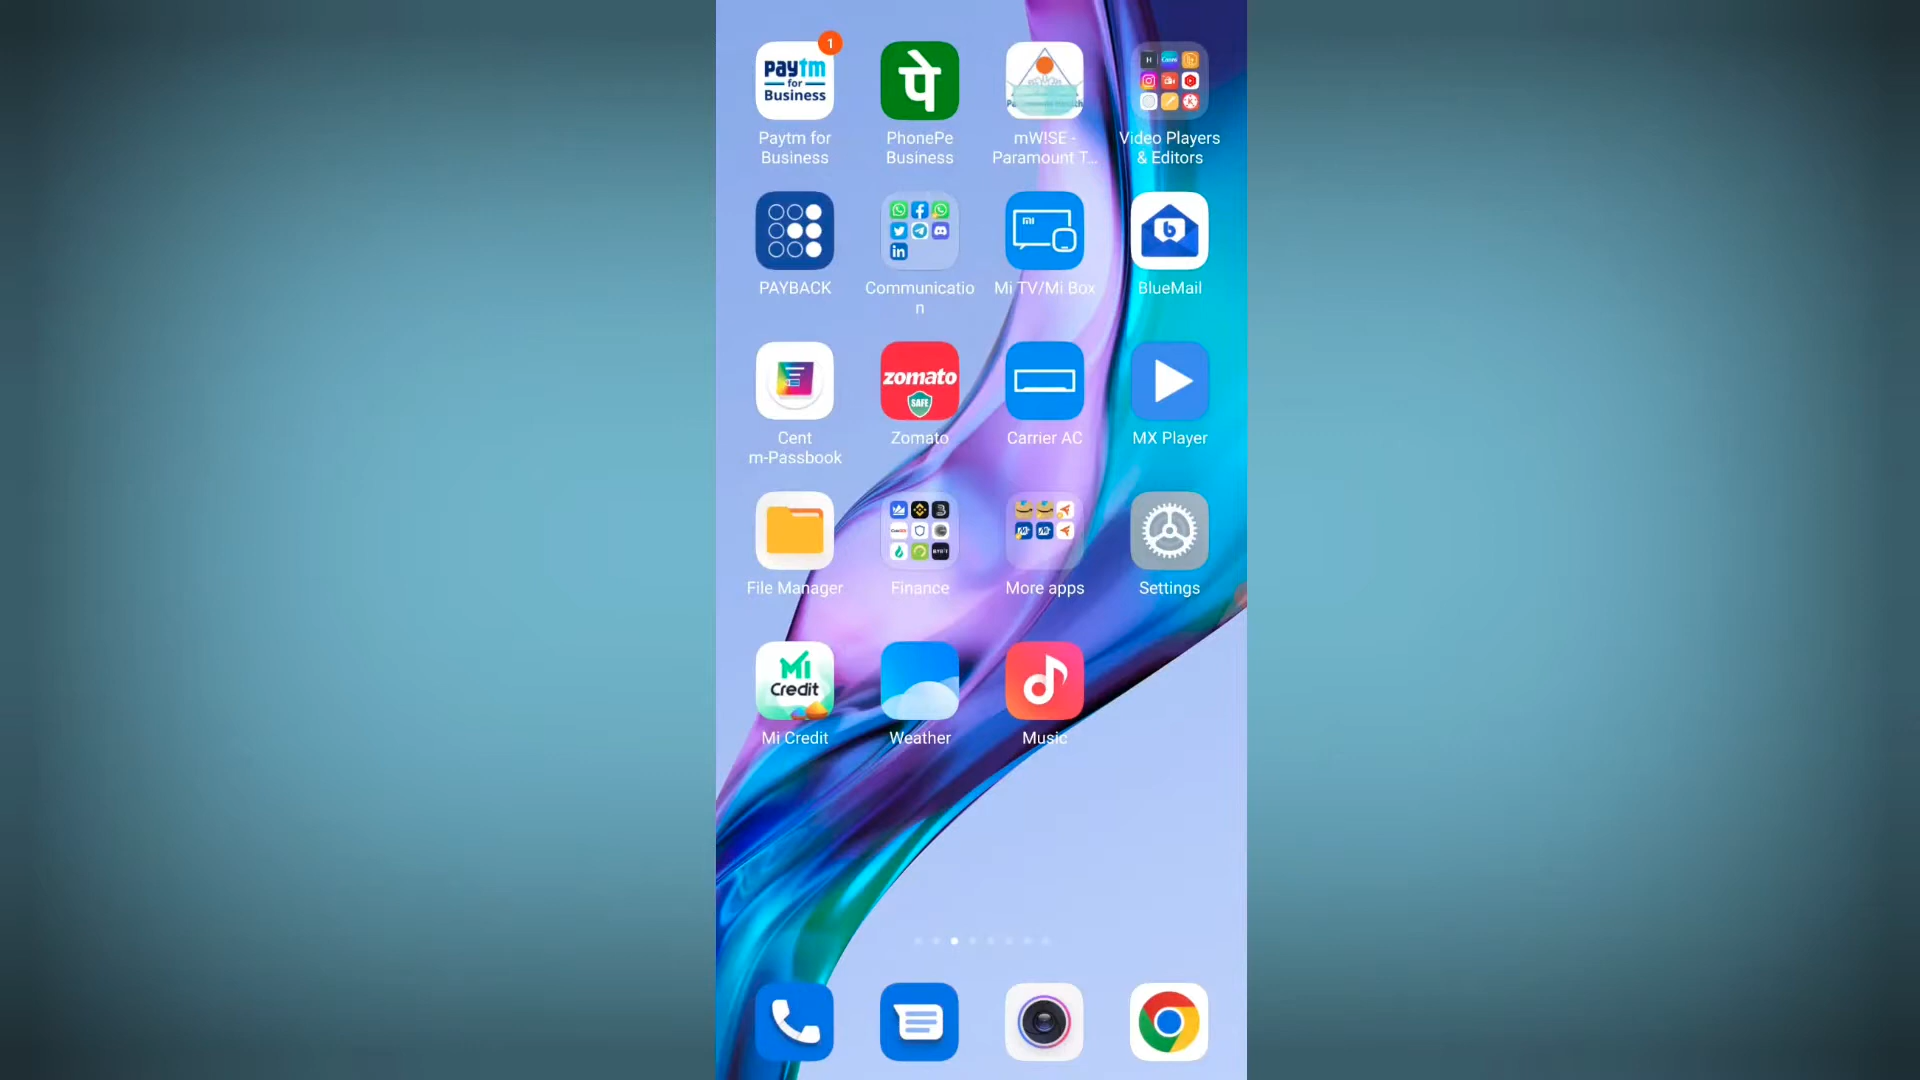 1
paytm
for
Business
पे
Paytm for
Business
PhonePe
Business
mW!SE -
Paramount T...
Video Players
& Editors
mi
PAYBACK
Communicatio
n
Mi TV/Mi Box
BlueMail
zomato
SAFE
Cent
m-Passbook
Zomato
Carrier AC
MX Player
File Manager
Finance
More apps
Settings
Mi
Credit
Mi Credit
Weather
Music